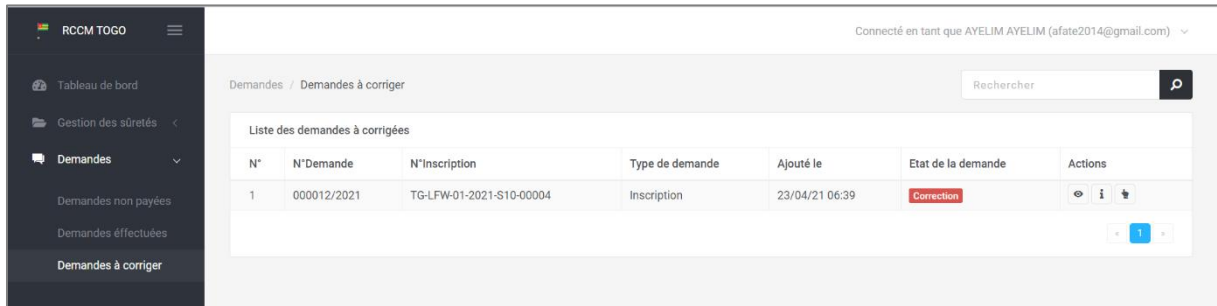 RCCM TOGO
Connecté en tant que AYELIM AYELIM (afate2014@gmail.com)
Tableau de bord
Gestion des sûretés
Demandes
Demandes non payées
Demandes éffectuées
Demandes à corriger
Demandes / Demandes à corriger
Rechercher
Liste des demandes à corrigées
N° N°Demande N°Inscription Type de demande Ajouté le Etat de la demande Actions
1 000012/2021 TG-LFW-01-2021-S10-00004 Inscription 23/04/21 06:39 Correction
« 1 »